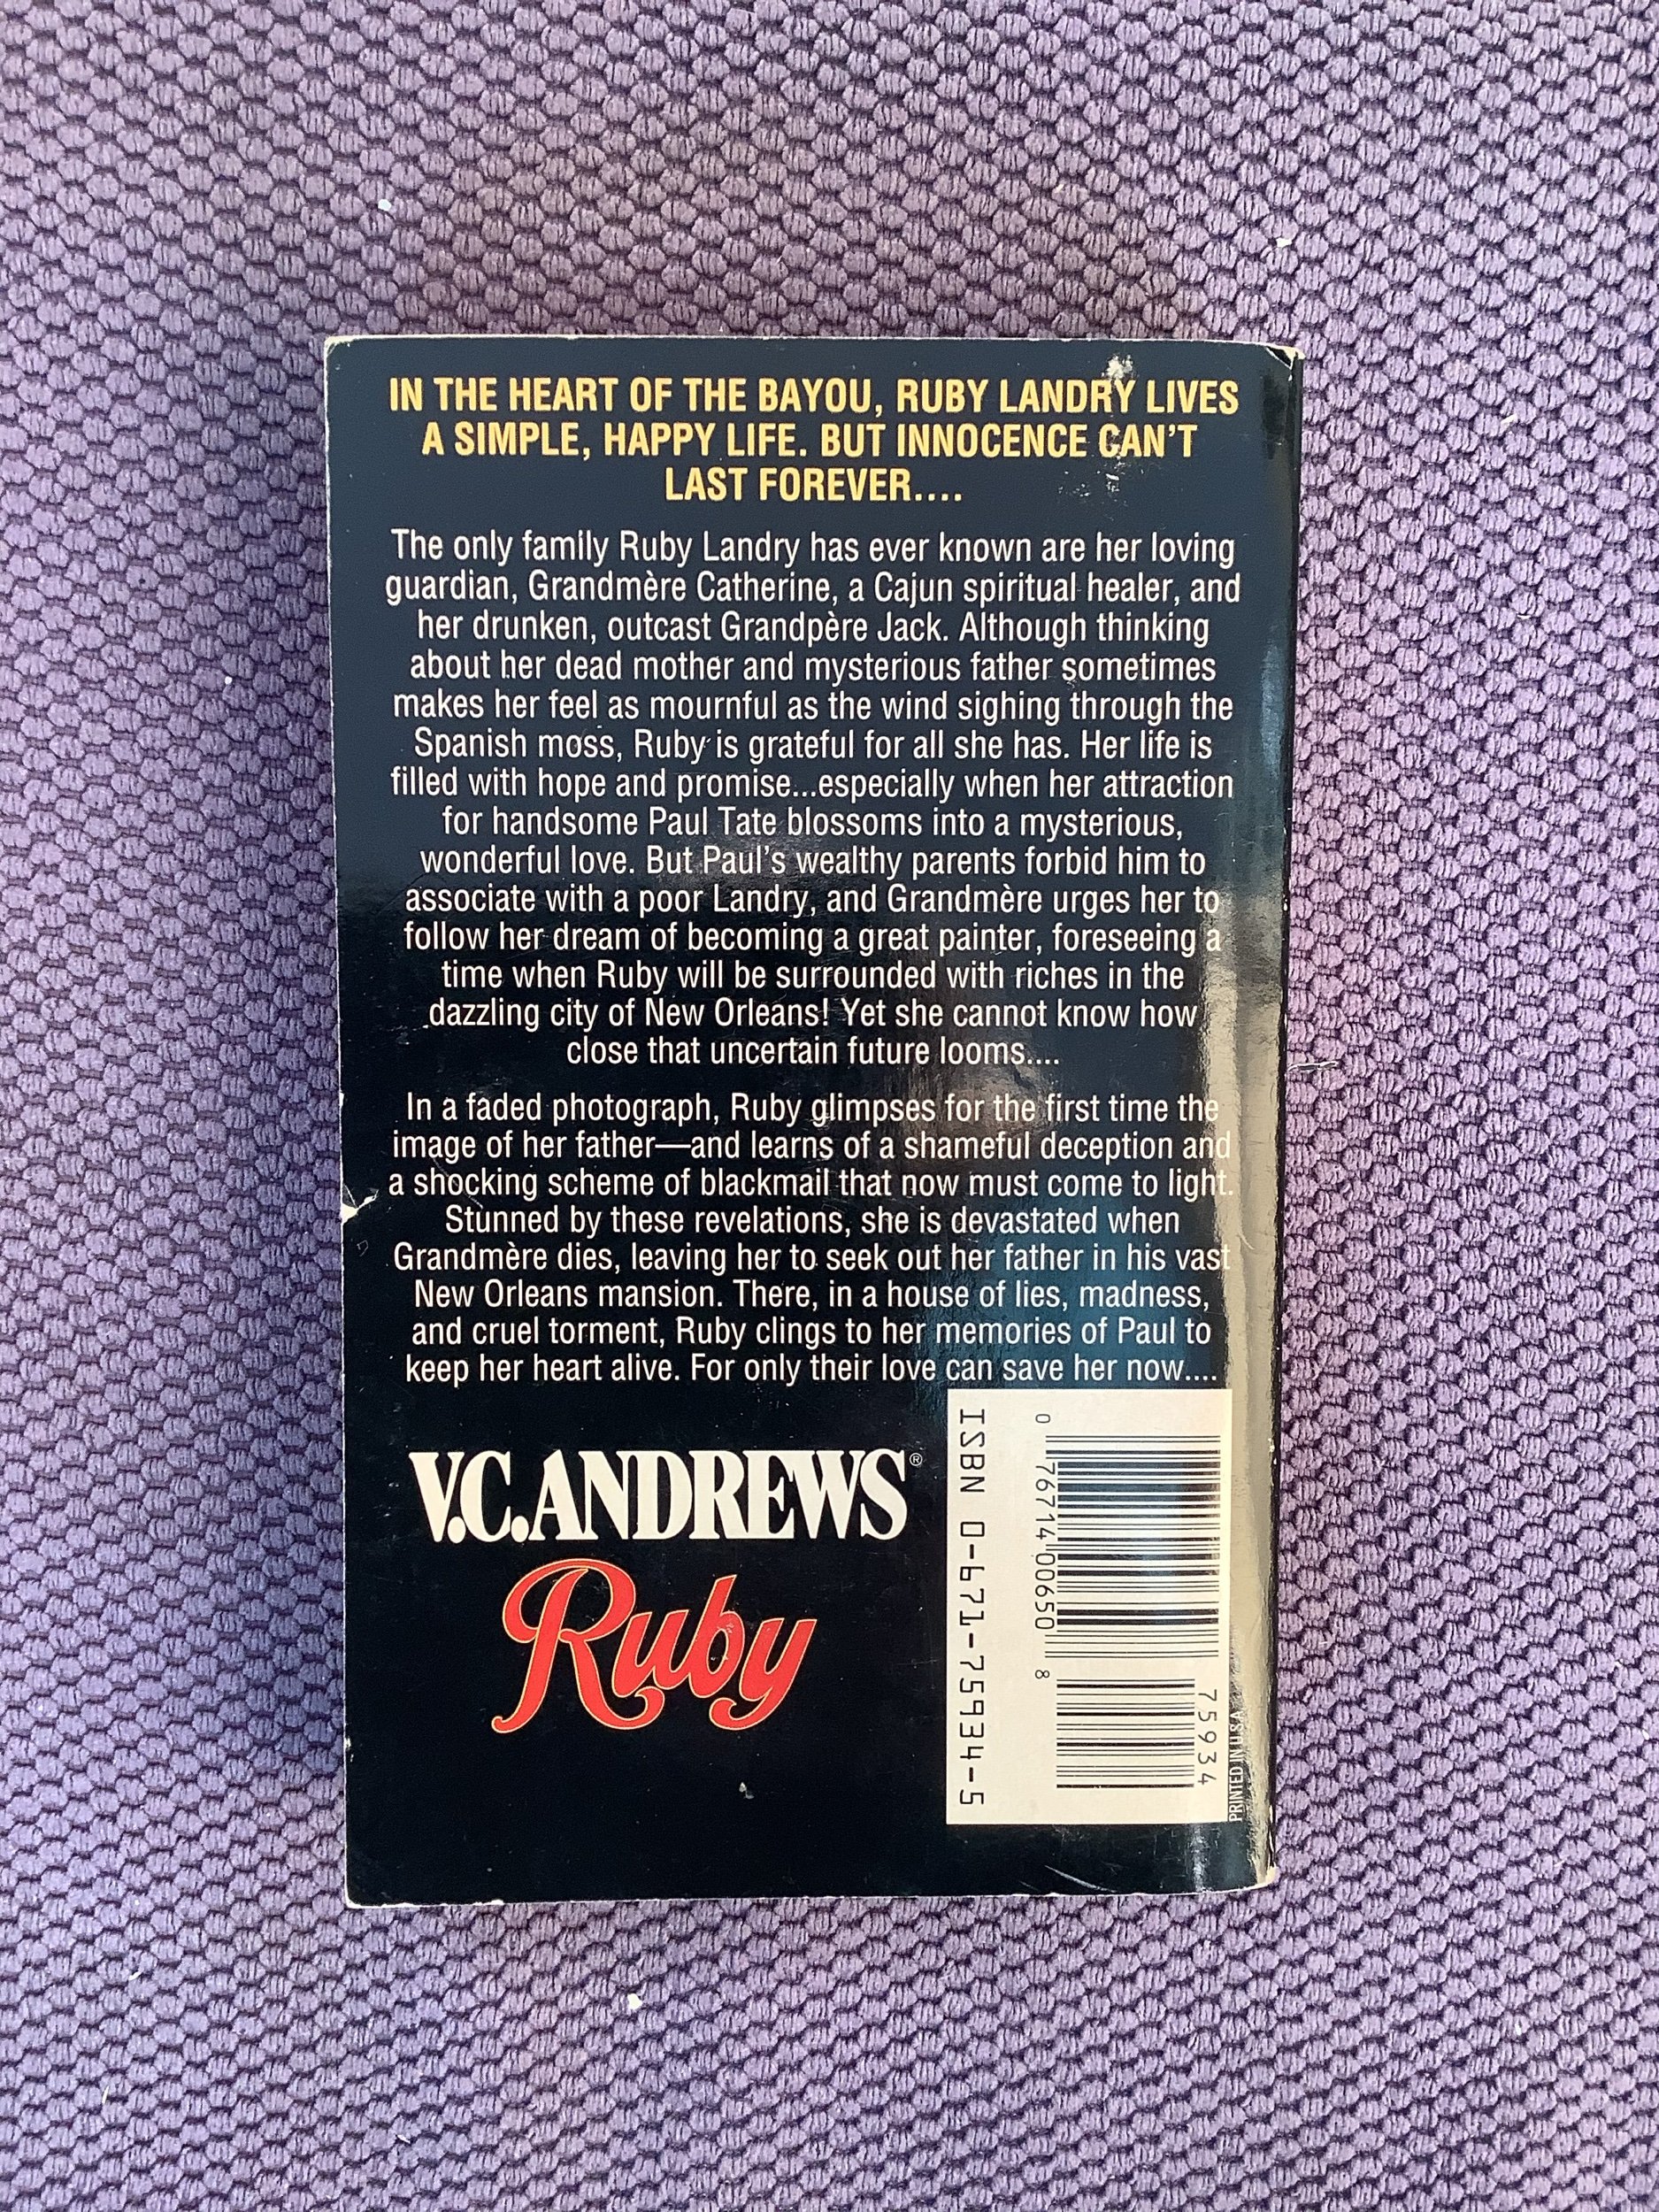 IN THE HEART OF THE BAYOU, RUBY LANDRY LIVES
A SIMPLE, HAPPY LIFE. BUT INNOCENCE CAN'T
LAST FOREVER....
The only family Ruby Landry has ever known are her loving
guardian, Grandmère Catherine, a Cajun spiritual healer, and
her drunken, outcast Grandpère Jack. Although thinking
about her dead mother and mysterious father sometimes
makes her feel as mournful as the wind sighing through the
Spanish moss, Ruby is grateful for all she has. Her life is
filled with hope and promise...especially when her attraction
for handsome Paul Tate blossoms into a mysterious,
wonderful love. But Paul's wealthy parents forbid him to
associate with a poor Landry, and Grandmère urges her to
follow her dream of becoming a great painter, foreseeing a
time when Ruby will be surrounded with riches in the
dazzling city of New Orleans! Yet she cannot know how
close that uncertain future looms....
In a faded photograph, Ruby glimpses for the first time the
image of her father—and learns of a shameful deception and
a shocking scheme of blackmail that now must come to light.
Stunned by these revelations, she is devastated when
Grandmère dies, leaving her to seek out her father in his vast
New Orleans mansion. There, in a house of lies, madness,
and cruel torment, Ruby clings to her memories of Paul to
keep her heart alive. For only their love can save her now....
V.C. ANDREWS®
Ruby
ISBN 0-671-75934-5
0 76714 00650 8
75934
PRINTED IN U.S.A.